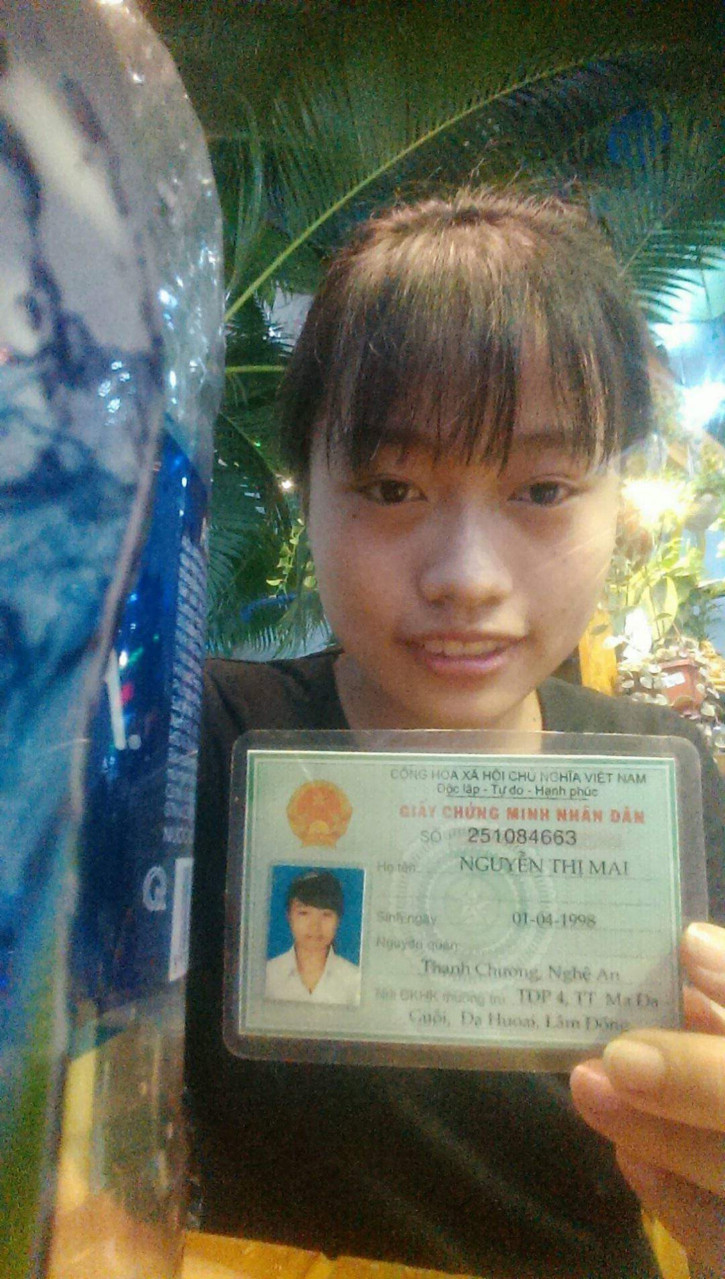 CỘNG HÒA XÃ HỘI CHỦ NGHĨA VIỆT NAM
Độc lập - Tự do - Hạnh phúc
GIẤY CHỨNG MINH NHÂN DÂN
SỐ 251084663
Họ tên NGUYỄN THỊ MAI
Sinh ngày 01-04-1998
Nguyên quán
Thanh Chương, Nghệ An
Nơi ĐKHK thường trú TDP 4, TT Ma Đa
Guôi, Đạ Huoai, Lâm Đồng